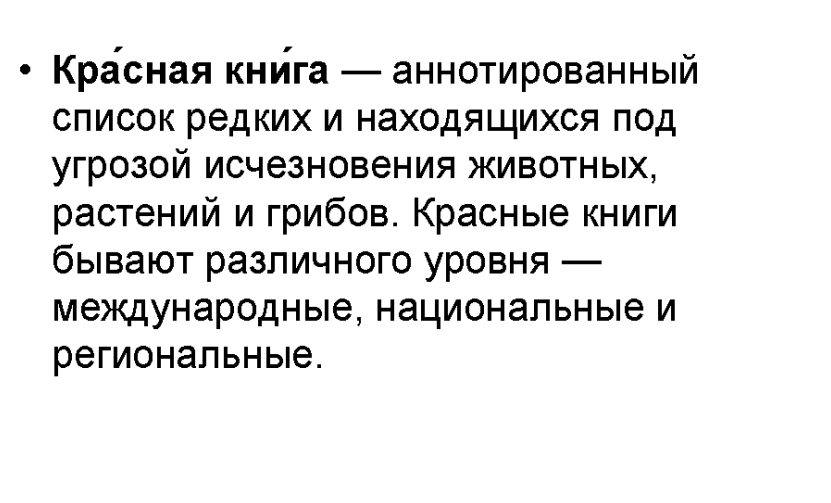 • Кра́сная кни́га — аннотированный
список редких и находящихся под
угрозой исчезновения животных,
растений и грибов. Красные книги
бывают различного уровня —
международные, национальные и
региональные.